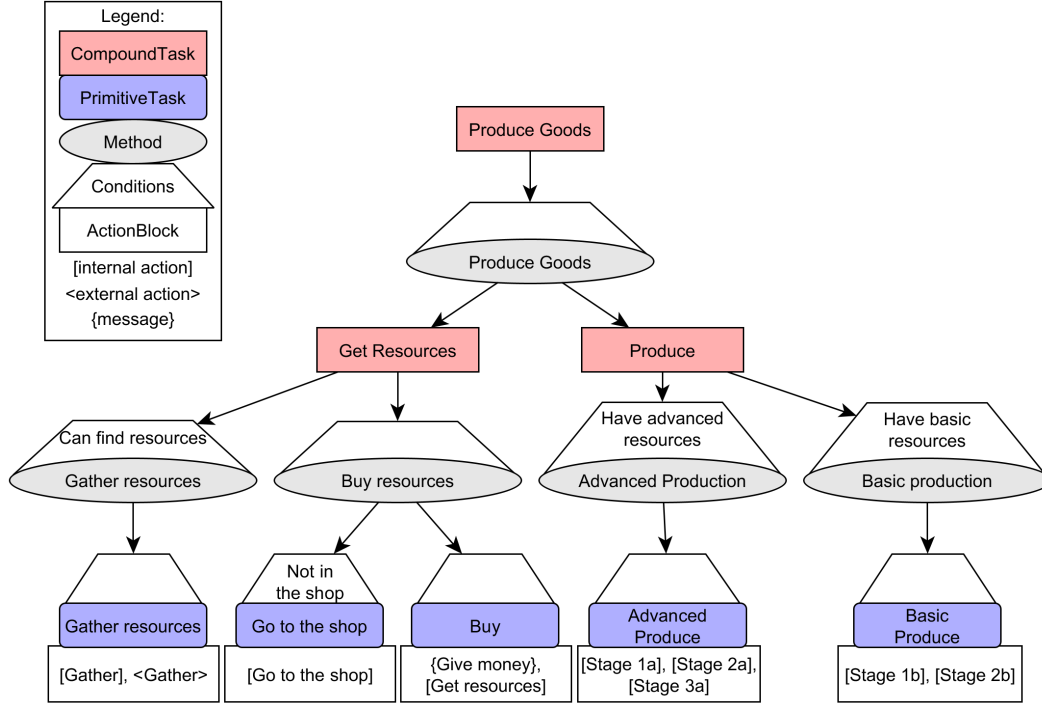 Legend:
CompoundTask
PrimitiveTask
Method
Conditions
ActionBlock
[internal action]
<external action>
{message}
Produce Goods
Produce Goods
Get Resources
Produce
Can find resources
Gather resources
Buy resources
Have advanced
resources
Advanced Production
Have basic
resources
Basic production
Gather resources
[Gather], <Gather>
Not in
the shop
Go to the shop
[Go to the shop]
Buy
{Give money},
[Get resources]
Advanced
Produce
[Stage 1a], [Stage 2a],
[Stage 3a]
Basic
Produce
[Stage 1b], [Stage 2b]